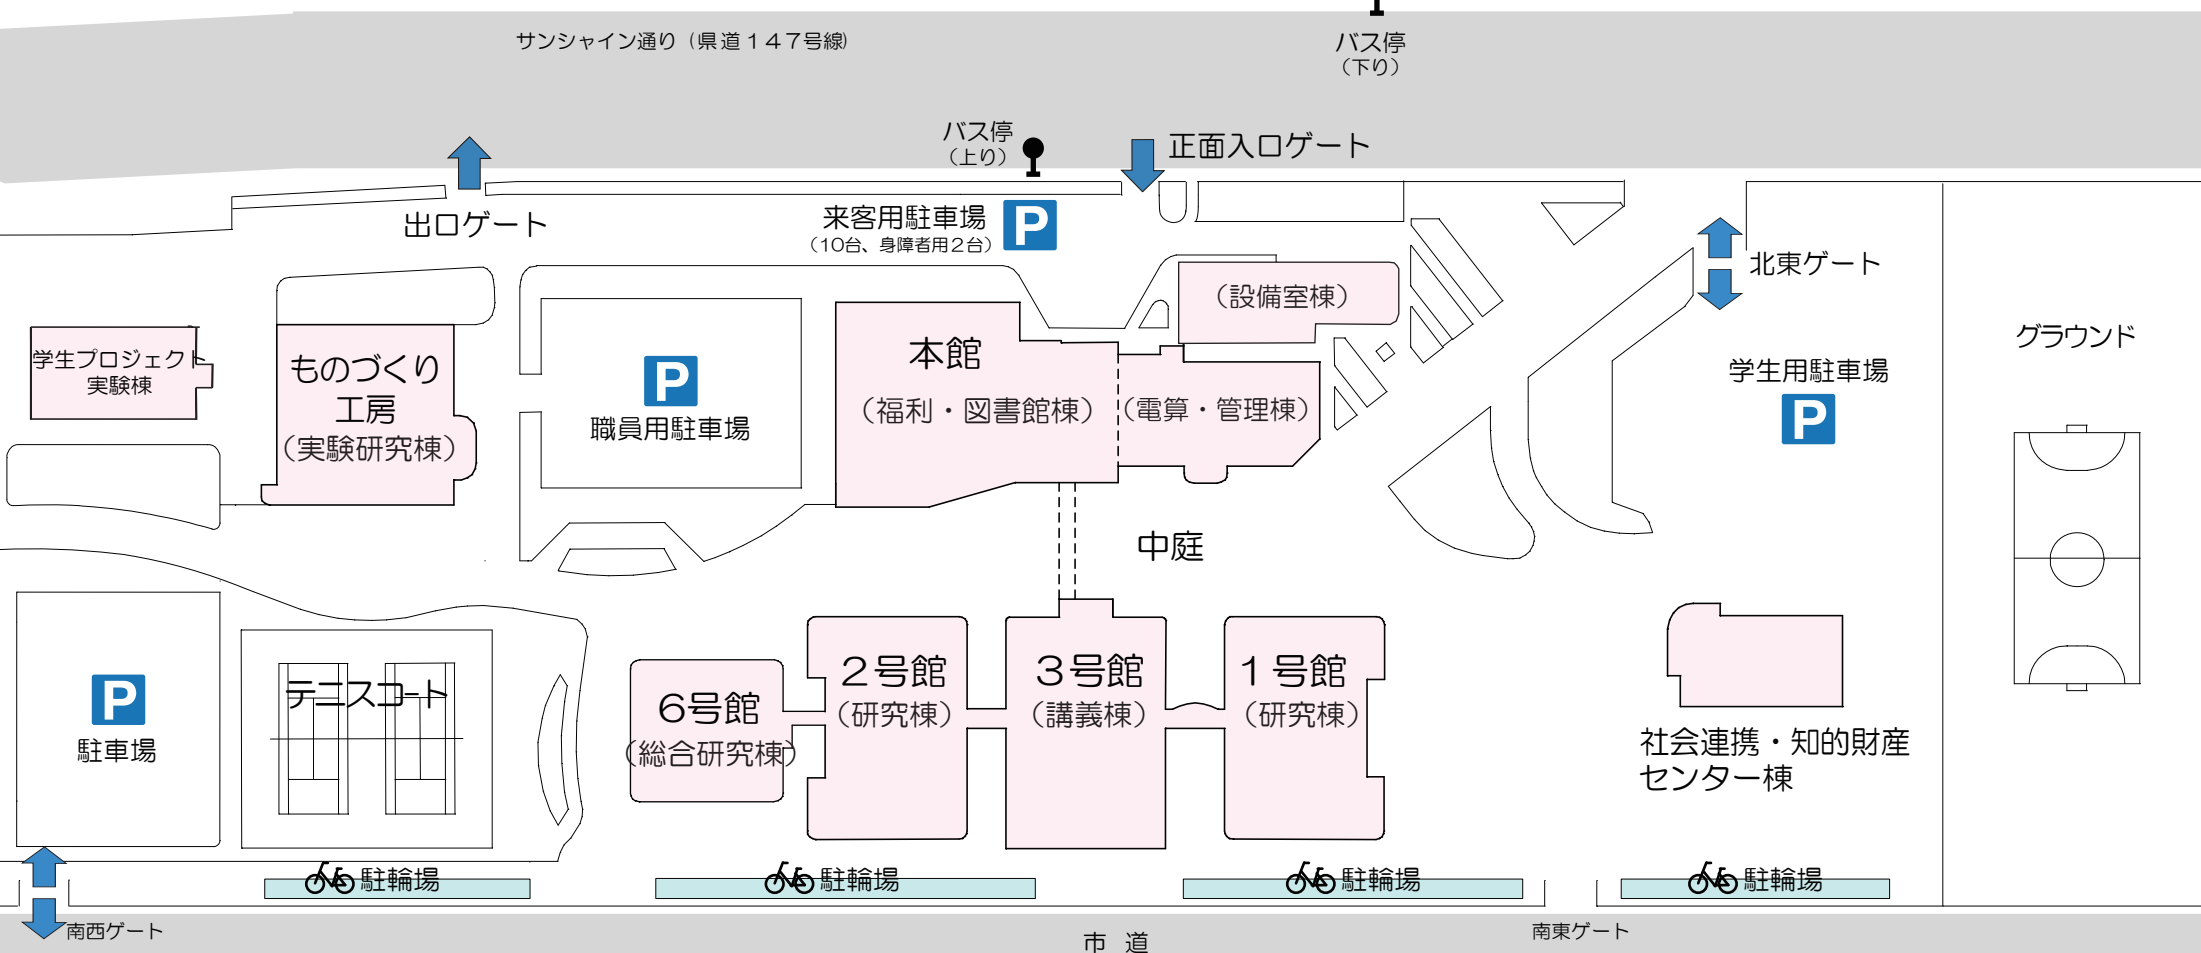 サンシャイン通り（県道１４７号線）
バス停
（下り）
バス停
（上り）
正面入口ゲート
出口ゲート
来客用駐車場
（10台、身障者用２台）
P
北東ゲート
（設備室棟）
グラウンド
学生プロジェクト
実験棟
ものづくり
工房
（実験研究棟）
P
職員用駐車場
本館
（福利・図書館棟）
（電算・管理棟）
学生用駐車場
P
中庭
P
駐車場
テニスコート
６号館
（総合研究棟）
２号館
（研究棟）
３号館
（講義棟）
１号館
（研究棟）
社会連携・知的財産
センター棟
駐輪場
駐輪場
駐輪場
駐輪場
南西ゲート
市 道
南東ゲート